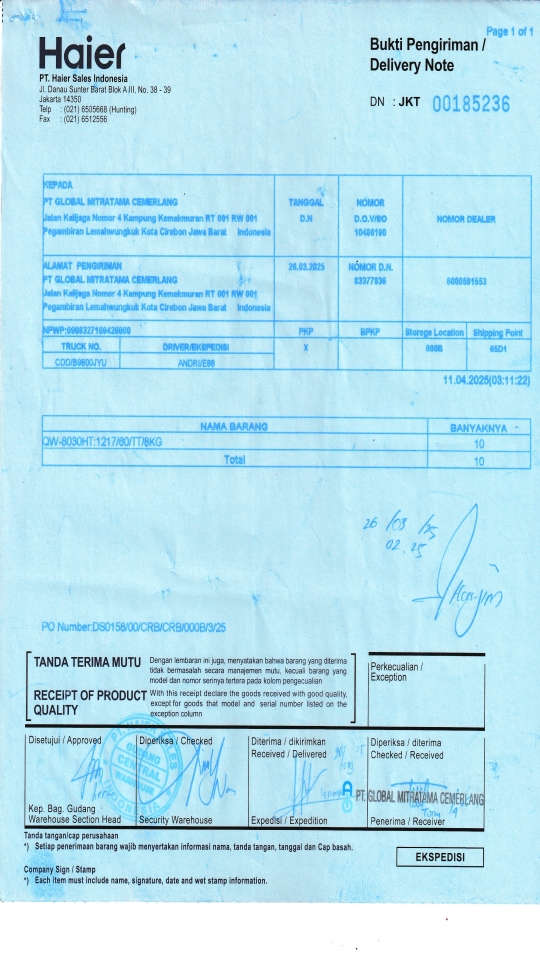 Page 1 of 1
Haier
PT. Haier Sales Indonesia
Jl. Danau Sunter Barat Blok A.III, No. 38 - 39
Jakarta 14350
Telp : (021) 6505668 (Hunting)
Fax : (021) 6512556
Bukti Pengiriman /
Delivery Note
DN : JKT 00185236
KEPADA
PT GLOBAL MITRATAMA CEMERLANG
Jalan Kalijaga Nomor 4 Kampung Kemakmuran RT 001 RW 001
Pegambiran Lemahwungkuk Kota Cirebon Jawa Barat Indonesia
TANGGAL
D.N
NOMOR
D.O./SO
10486190
NOMOR DEALER
ALAMAT PENGIRIMAN
PT GLOBAL MITRATAMA CEMERLANG
Jalan Kalijaga Nomor 4 Kampung Kemakmuran RT 001 RW 001
Pegambiran Lemahwungkuk Kota Cirebon Jawa Barat Indonesia
26.03.2025
NOMOR D.N.
83377836
PKP BPKP Storage Location Shipping Point
X 000B 65D1
TRUCK NO. DRIVER/EKSPEDISI
11.04.2025(03:11:22)
NAMA BARANG BANYAKNYA
QW-8030HT:1217/60/TT/8KG 10
Total 10
26/03/25
02.25
PO Number:DS0158/00/CRB/CRB/000B/3/25
TANDA TERIMA MUTU
Dengan lembaran ini juga, menyatakan bahwa barang yang diterima
tidak bermasalah secara manajemen mutu, kecuali barang yang
model dan nomor serinya tertera pada kolom pengecualian
RECEIPT OF PRODUCT
QUALITY
With this receipt declare the goods received with good quality,
except for goods that model and serial number listed on the
exception column
Perkecualian /
Exception
Disetujui / Approved
Diperiksa / Checked
Diterima / dikirimkan
Received / Delivered
Diperiksa / diterima
Checked / Received
GUDANG
CENTRAL
INDONESIA
PT. GLOBAL MITRATAMA CEMERLANG
Kep. Bag. Gudang
Warehouse Section Head
Security Warehouse
Expedisi / Expedition
Penerima / Receiver
Tanda tangan/cap perusahaan
*) Setiap penerimaan barang wajib menyertakan informasi nama, tanda tangan, tanggal dan Cap basah.
Company Sign / Stamp
*) Each item must include name, signature, date and wet stamp information.
EKSPEDISI